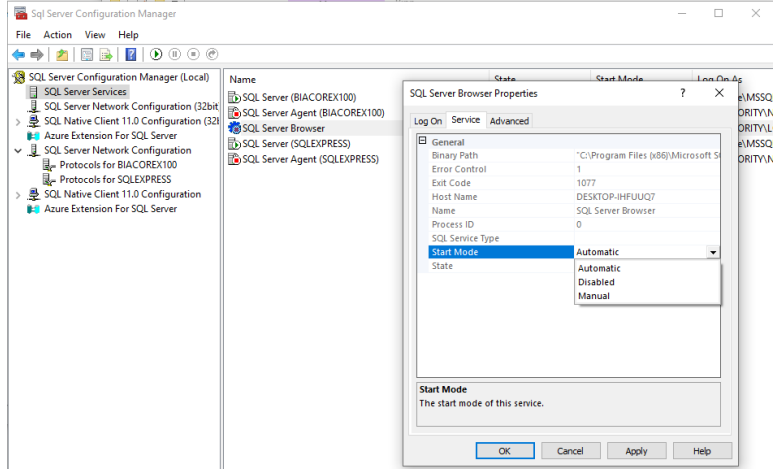 Sql Server Configuration Manager
File Action View Help
SQL Server Configuration Manager (Local)
SQL Server Services
SQL Server Network Configuration (32bit
SQL Native Client 11.0 Configuration (32
Azure Extension For SQL Server
SQL Server Network Configuration
Protocols for BIACOREX100
Protocols for SQLEXPRESS
SQL Native Client 11.0 Configuration
Azure Extension For SQL Server
Name State Start Mode Log On As
SQL Server (BIACOREX100)
SQL Server Agent (BIACOREX100)
SQL Server Browser
SQL Server (SQLEXPRESS)
SQL Server Agent (SQLEXPRESS)
SQL Server Browser Properties
Log On Service Advanced
General
Binary Path "C:\Program Files (x86)\Microsoft S
Error Control 1
Exit Code 1077
Host Name DESKTOP-IHFUUQ7
Name SQL Server Browser
Process ID 0
SQL Service Type
Start Mode Automatic
State
Automatic
Disabled
Manual
Start Mode
The start mode of this service.
OK Cancel Apply Help
e\MSSQ
ORITY\N
ORITY\L
e\MSSQ
ORITY\N